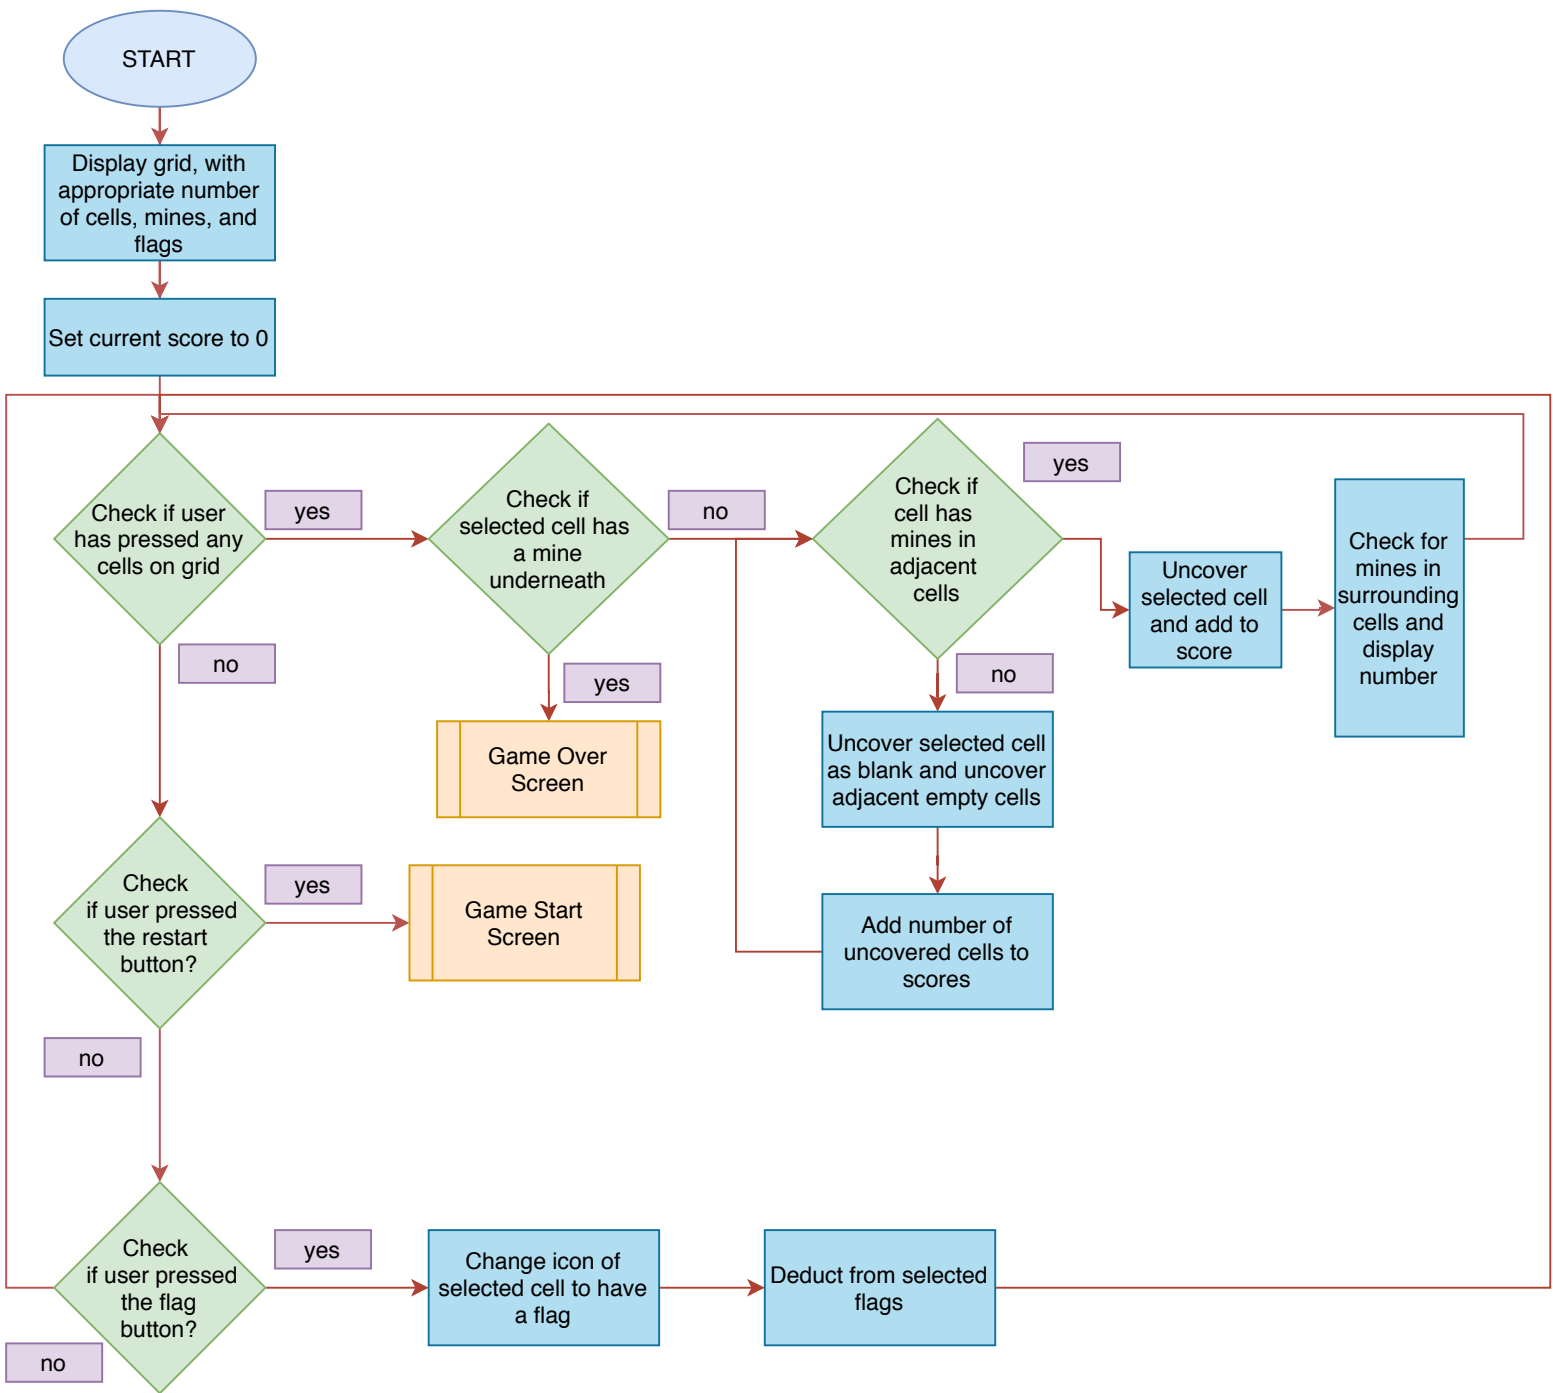 START
Display grid, with
appropriate number
of cells, mines, and
flags
Set current score to 0
Check if user
has pressed any
cells on grid
yes
no
Check if
selected cell has
a mine
underneath
no
yes
Game Over
Screen
Check if
cell has
mines in
adjacent
cells
yes
no
Uncover
selected cell
and add to
score
Check for
mines in
surrounding
cells and
display
number
Uncover selected cell
as blank and uncover
adjacent empty cells
Add number of
uncovered cells to
scores
Check
if user pressed
the restart
button?
yes
Game Start
Screen
no
Check
if user pressed
the flag
button?
yes
Change icon of
selected cell to have
a flag
Deduct from selected
flags
no